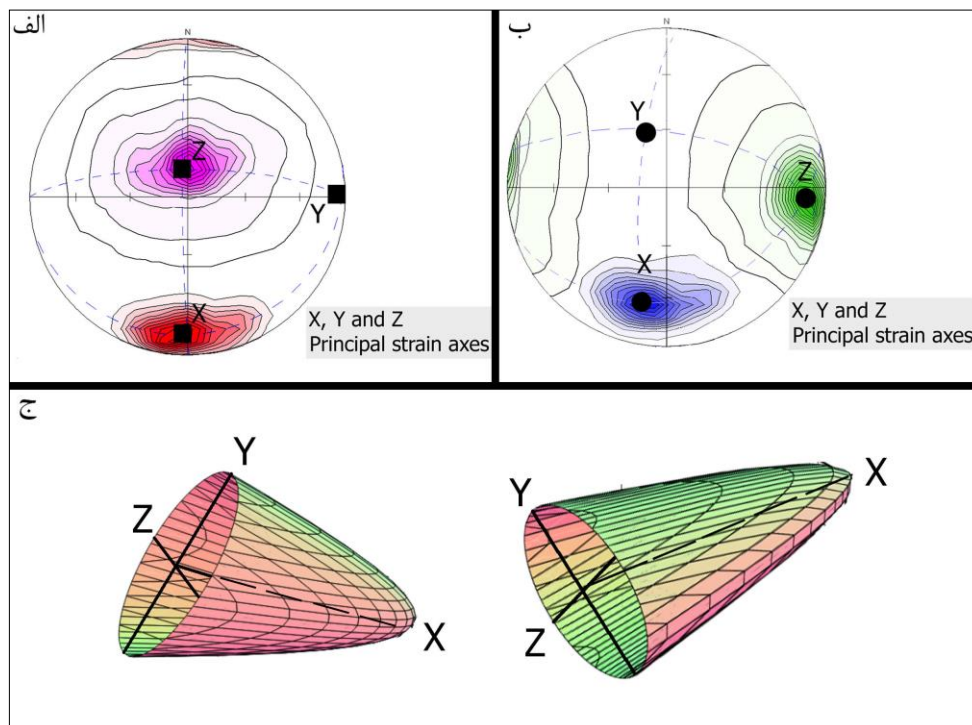 الف
N
Z
Y
X
X, Y and Z
Principal strain axes
ب
N
Y
Z
X
X, Y and Z
Principal strain axes
ج
Y
Z
X
Y
X
Z